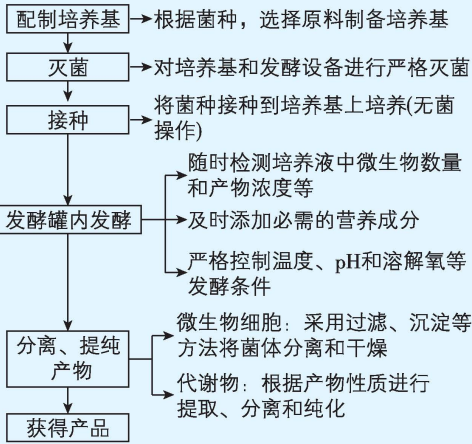 配制培养基
根据菌种，选择原料制备培养基
灭菌
对培养基和发酵设备进行严格灭菌
接种
将菌种接种到培养基上培养(无菌
操作)
发酵罐内发酵
随时检测培养液中微生物数量
和产物浓度等
及时添加必需的营养成分
严格控制温度、pH和溶解氧等
发酵条件
分离、提纯
产物
微生物细胞：采用过滤、沉淀等
方法将菌体分离和干燥
代谢物：根据产物性质进行
提取、分离和纯化
获得产品